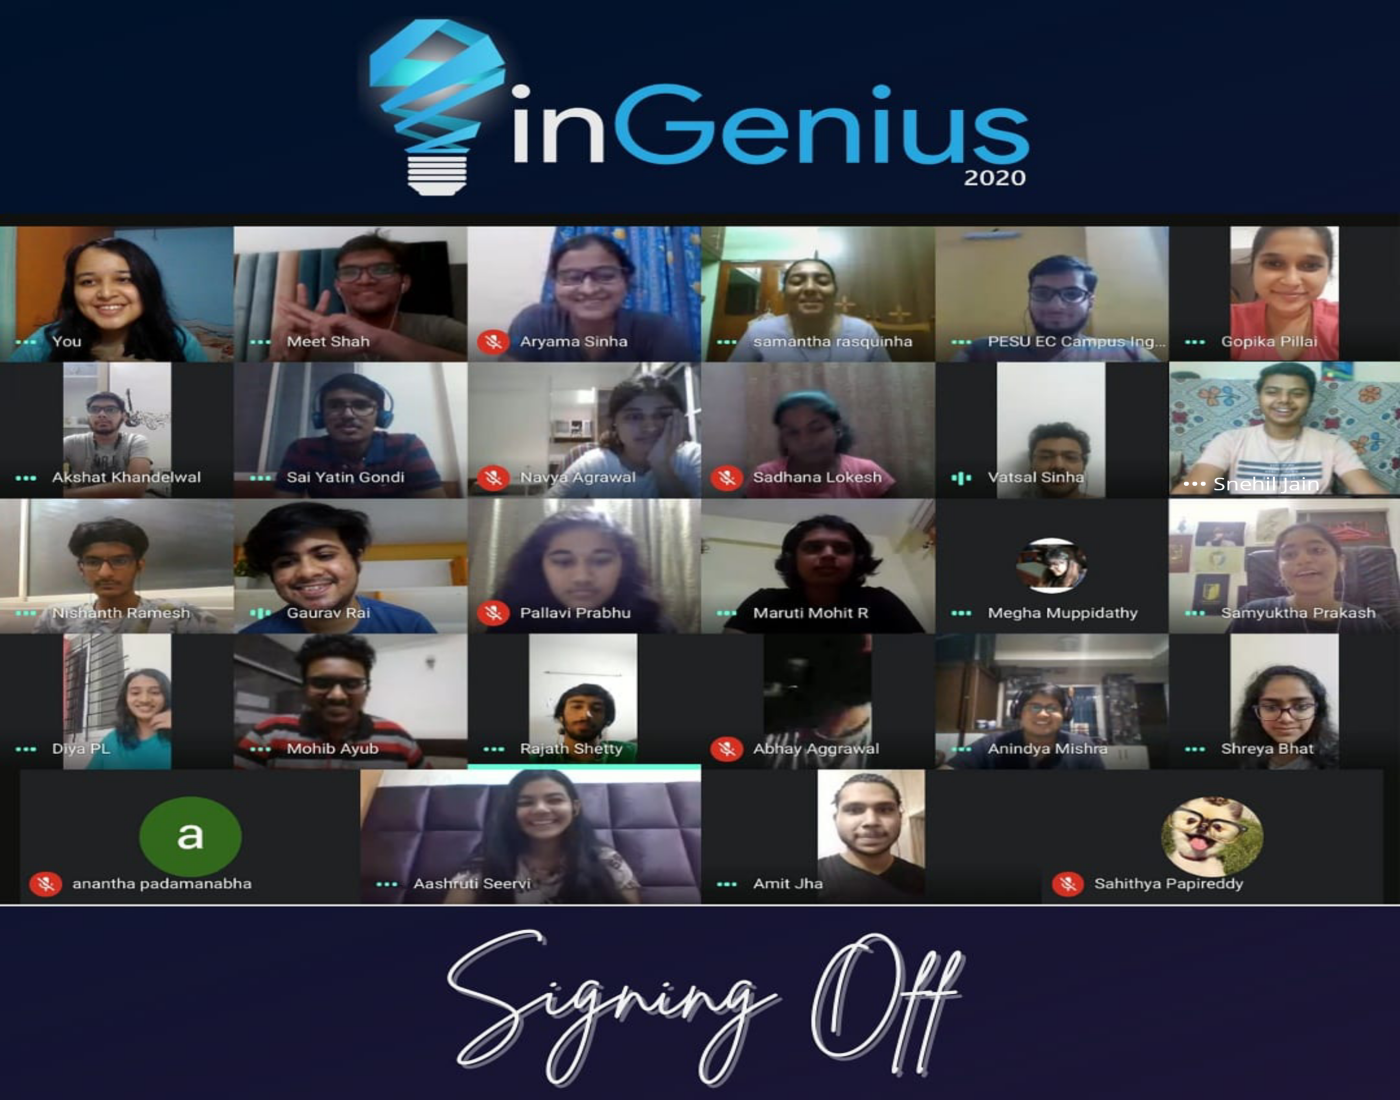 inGenius
2020
You
Meet Shah
Aryama Sinha
samantha rasquinha
PESU EC Campus Ing...
Gopika Pillai
Akshat Khandelwal
Sai Yatin Gondi
Navya Agrawal
Sadhana Lokesh
Vatsal Sinha
Snehil Jain
Nishanth Ramesh
Gaurav Rai
Pallavi Prabhu
Maruti Mohit R
Megha Muppidathy
Samyuktha Prakash
Diya PL
Mohib Ayub
Rajath Shetty
Abhay Aggrawal
Anindya Mishra
Shreya Bhat
a
anantha padamanabha
Aashruti Seervi
Amit Jha
Sahithya Papireddy
Signing Off